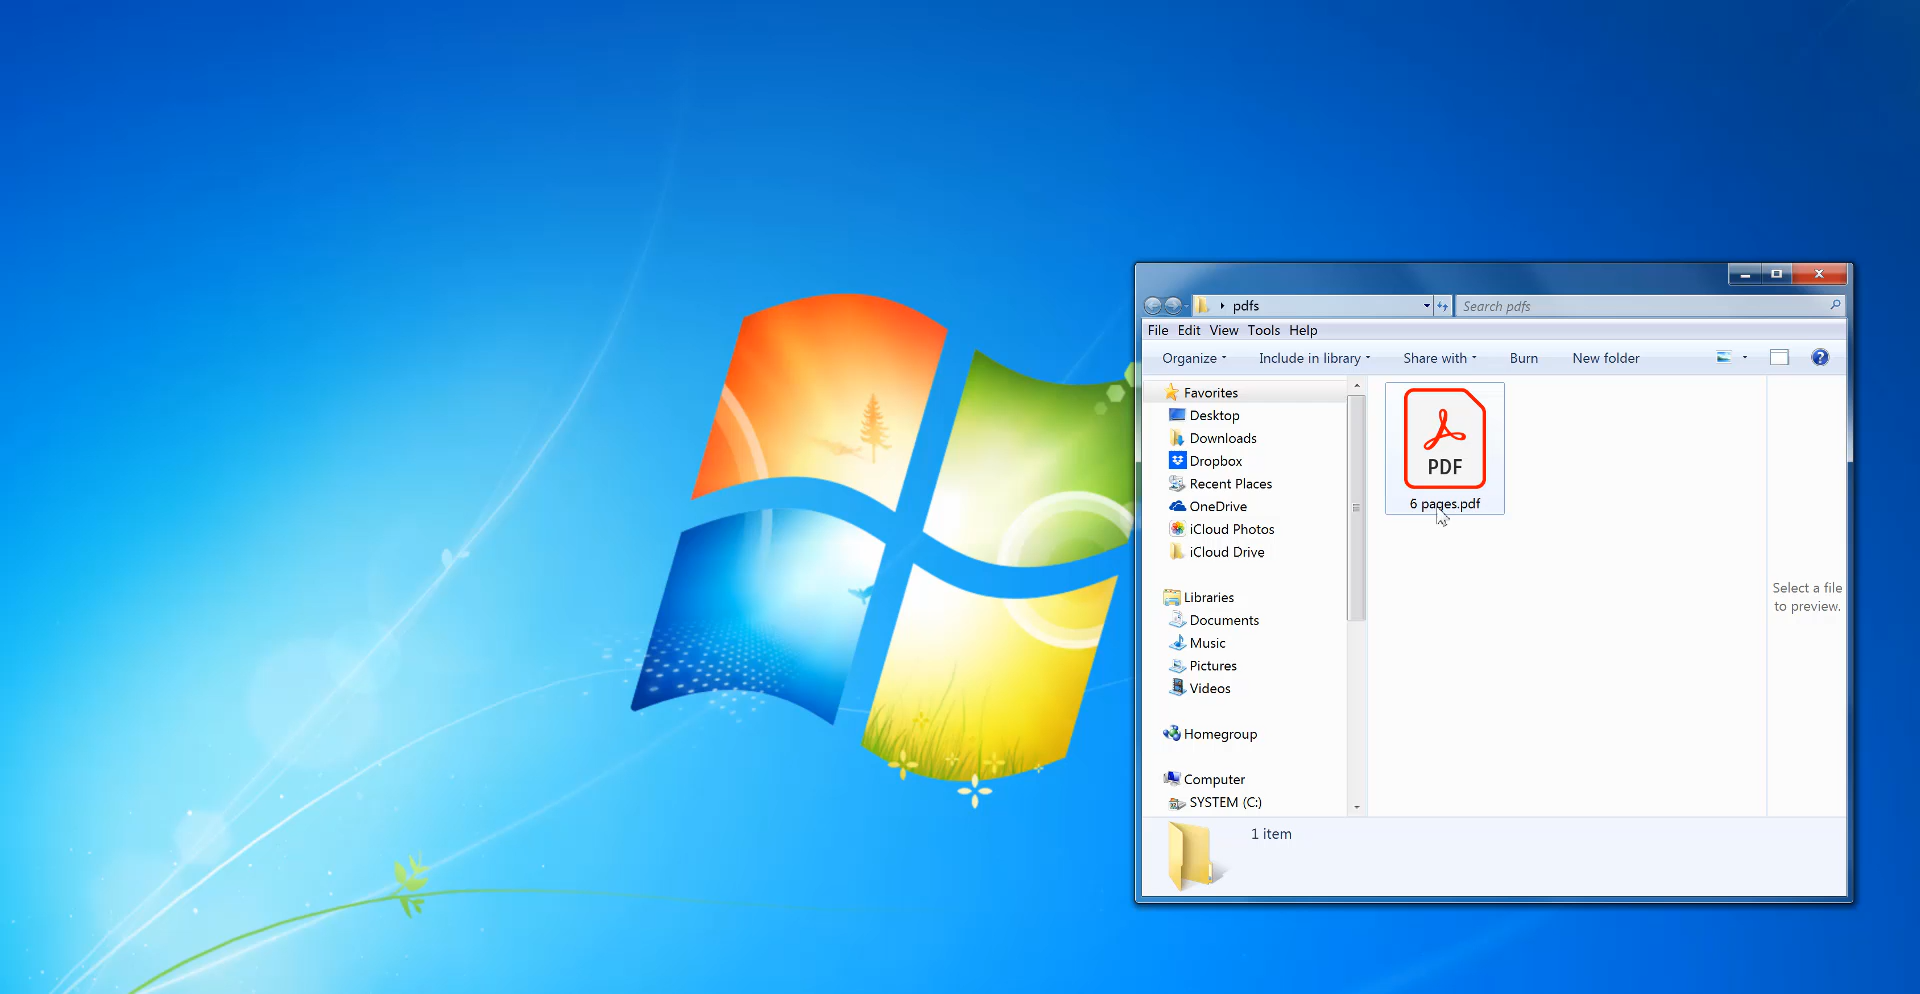 pdfs
Search pdfs
File Edit View Tools Help
Organize Include in library Share with Burn New folder
Favorites
Desktop
Downloads
Dropbox
Recent Places
OneDrive
iCloud Photos
iCloud Drive
Libraries
Documents
Music
Pictures
Videos
Homegroup
Computer
SYSTEM (C:)
PDF
6 pages.pdf
Select a file
to preview.
1 item